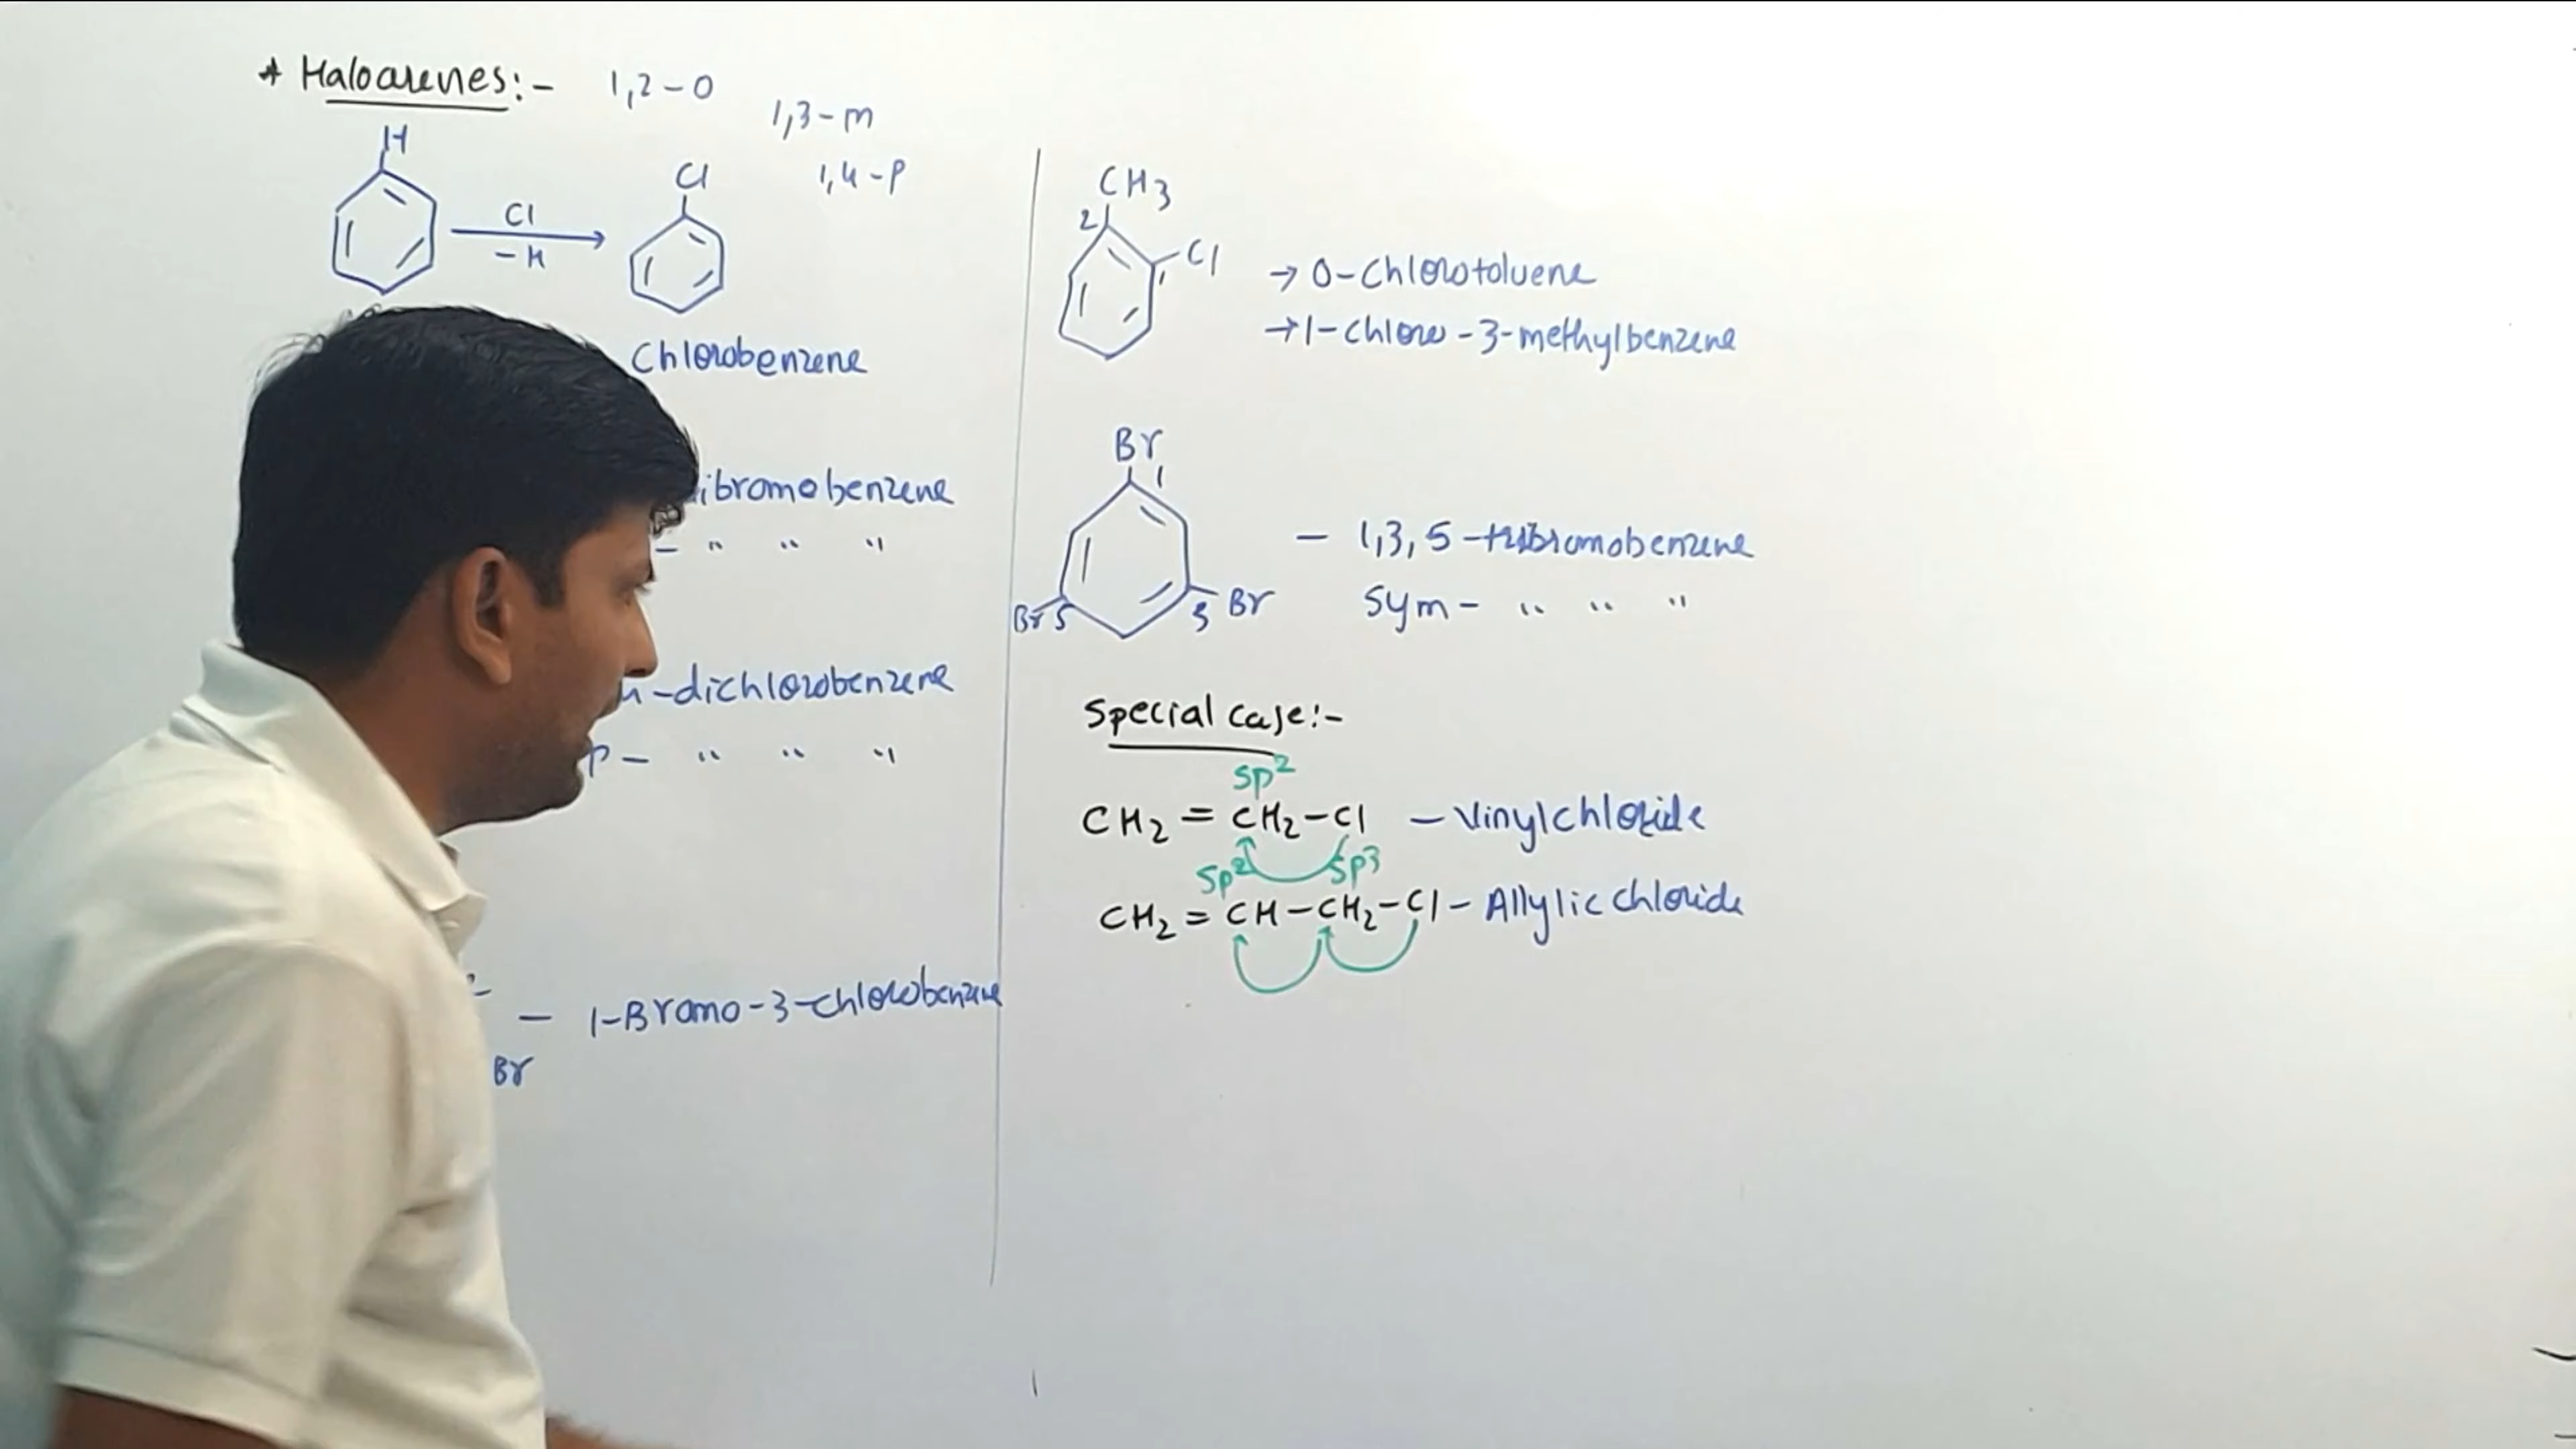 * Haloarenes:- 1,2-O
1,3-m
1,4-p
H
Cl
-H
Cl
Chlorobenzene
ibromobenzene
- " " "
-dichlorobenzene
p- " " "
- 1-Bromo-3-chlorobenzene
Br
CH3
2
Cl
1
→ O-Chlorotoluene
→ 1-Chloro-3-methylbenzene
Br
1
Br 5
3 Br
- 1,3,5-tribromobenzene
Sym- " " "
Special Case:-
sp2
CH2 = CH2-Cl - Vinylchloride
sp2 sp3
CH2 = CH-CH2-Cl - Allylic chloride